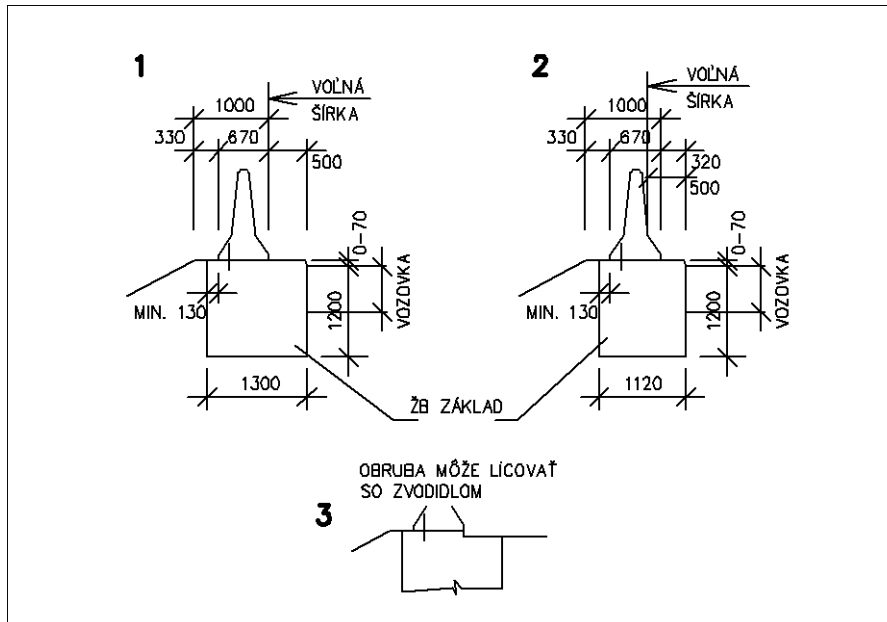 1
VOĽNÁ
ŠÍRKA
1000
330
670
500
0-70
VOZOVKA
1200
MIN. 130
1300
2
VOĽNÁ
ŠÍRKA
1000
330
670
320
500
0-70
VOZOVKA
1200
MIN. 130
1120
ŽB ZÁKLAD
OBRUBA MÔŽE LÍCOVAŤ
SO ZVODIDLOM
3